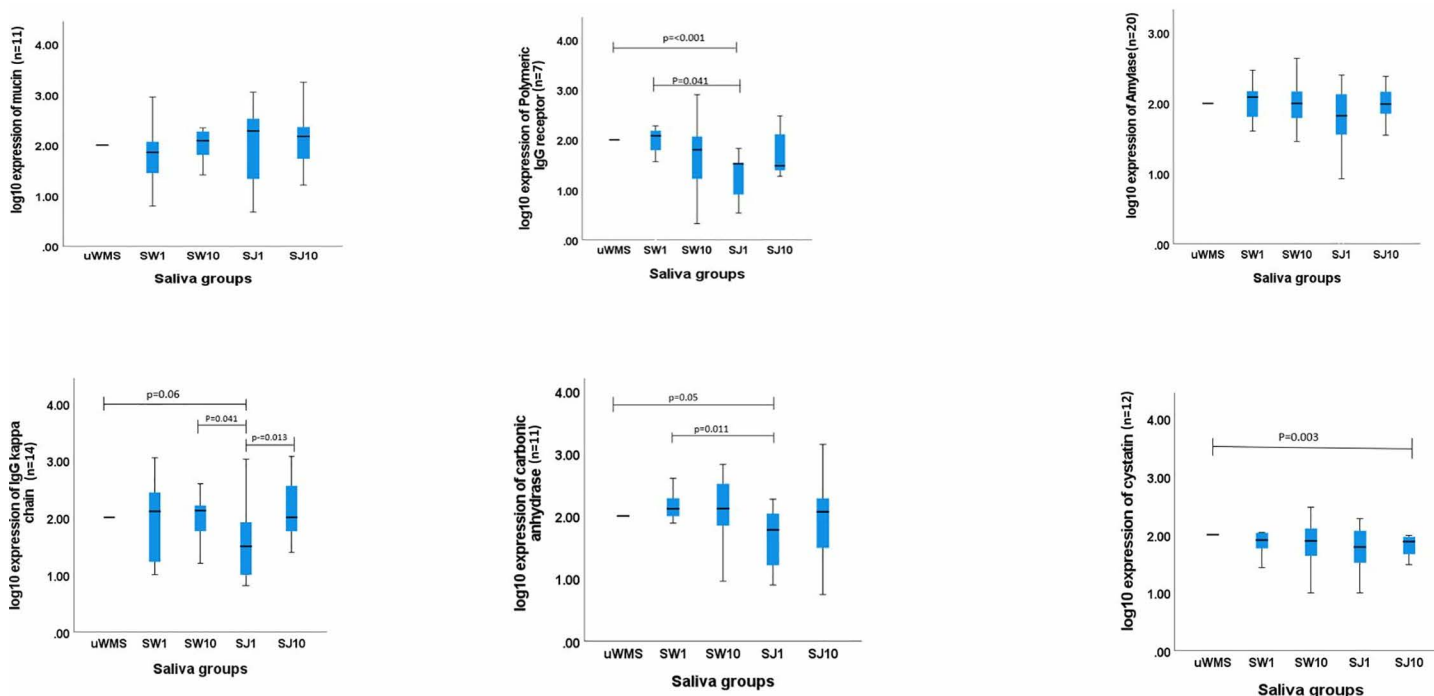 log10 expression of mucin (n=11)
4.00
3.00
2.00
1.00
.00
uWMS SW1 SW10 SJ1 SJ10
Saliva groups
log10 expression of Polymeric
IgG receptor (n=7)
4.00
3.00
2.00
1.00
.00
p=<0.001
P=0.041
uWMS SW1 SW10 SJ1 SJ10
Saliva groups
log10 expression of Amylase (n=20)
3.00
2.00
1.00
.00
uWMS SW1 SW10 SJ1 SJ10
Saliva groups
log10 expression of IgG kappa
chain (n=14)
4.00
3.00
2.00
1.00
.00
p=0.06
P=0.041
p-=0.013
uWMS SW1 SW10 SJ1 SJ10
Saliva groups
log10 expression of carbonic
anhydrase (n=11)
4.00
3.00
2.00
1.00
.00
p=0.05
p=0.011
uWMS SW1 SW10 SJ1 SJ10
Saliva groups
log10 expression of cystatin (n=12)
4.00
3.00
2.00
1.00
.00
P=0.003
uWMS SW1 SW10 SJ1 SJ10
Saliva groups